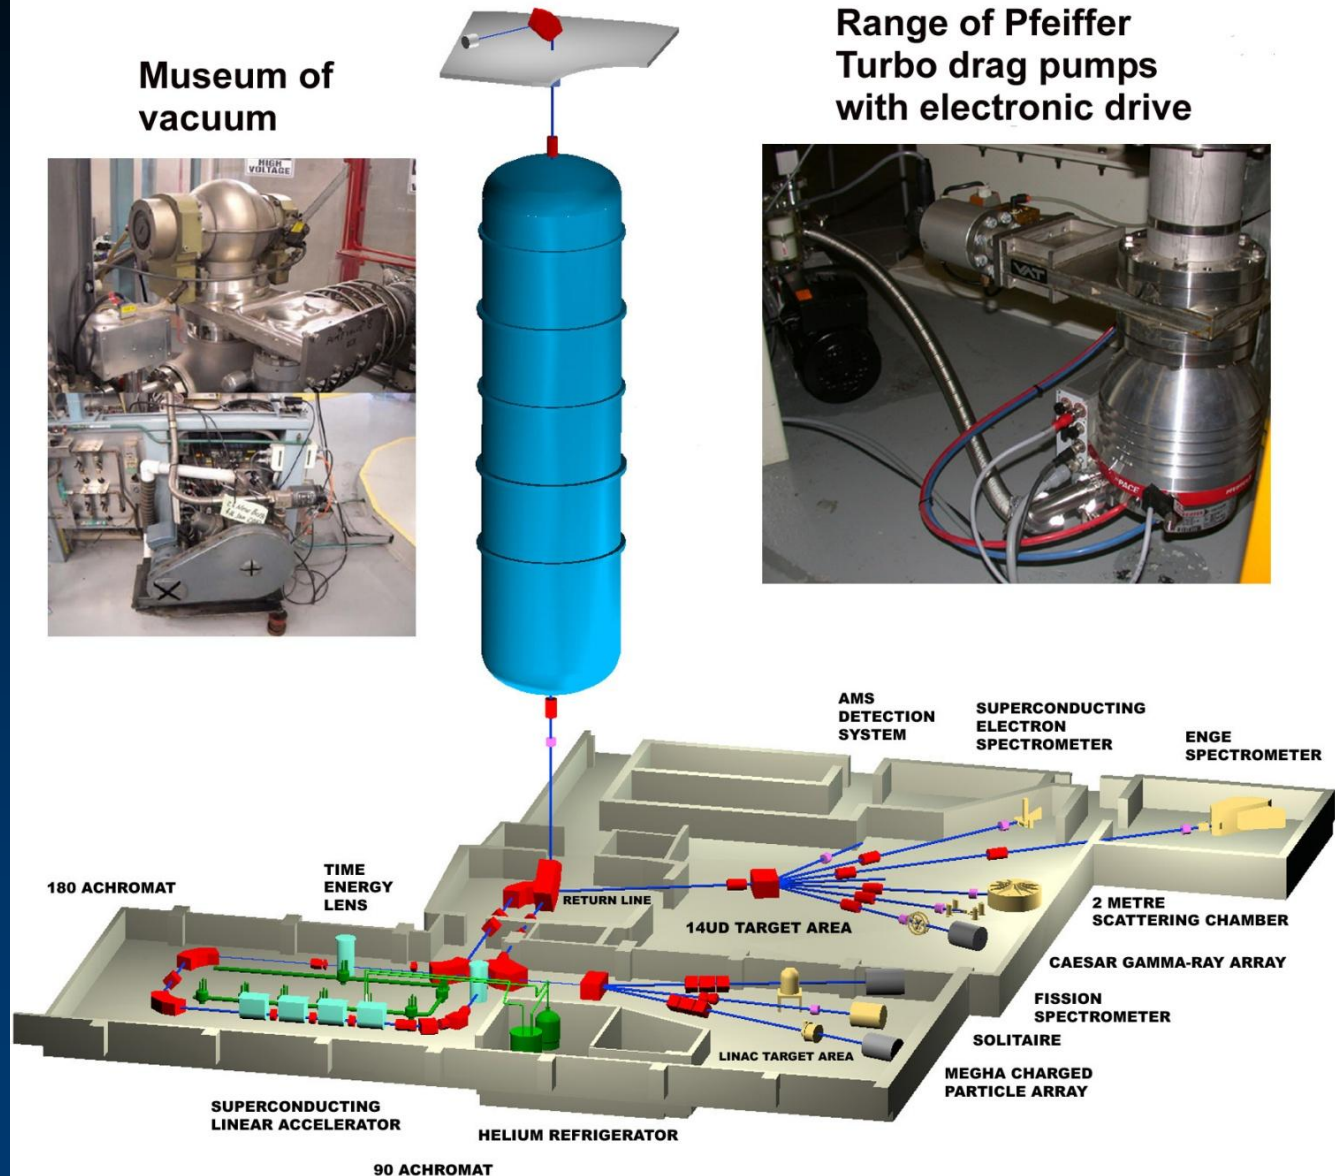 Museum of
vacuum
Range of Pfeiffer
Turbo drag pumps
with electronic drive
HIGH
VOLTAGE
VAT
AMS
DETECTION
SYSTEM
SUPERCONDUCTING
ELECTRON
SPECTROMETER
ENGE
SPECTROMETER
180 ACHROMAT
TIME
ENERGY
LENS
RETURN LINE
14UD TARGET AREA
2 METRE
SCATTERING CHAMBER
CAESAR GAMMA-RAY ARRAY
FISSION
SPECTROMETER
SOLITAIRE
LINAC TARGET AREA
MEGHA CHARGED
PARTICLE ARRAY
SUPERCONDUCTING
LINEAR ACCELERATOR
HELIUM REFRIGERATOR
90 ACHROMAT